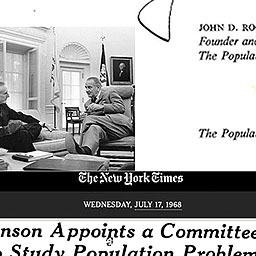 JOHN D. RO
Founder and
The Popula
The Popula
The New York Times
WEDNESDAY, JULY 17, 1968
nson Appoints a Committee
o Study Population Problem